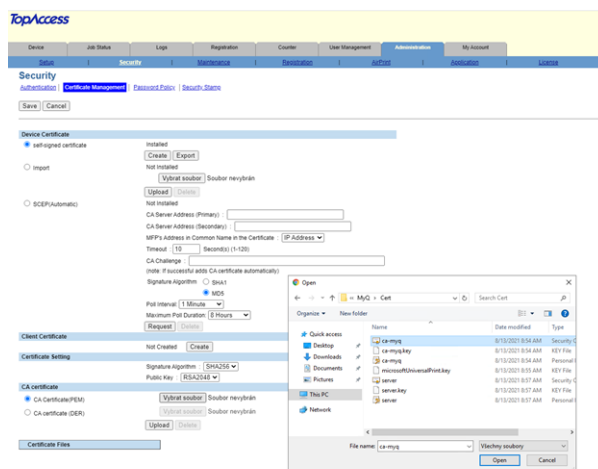 TopAccess
Device Job Status Logs Registration Counter User Management Administration My Account
Setup | Security | Maintenance | Registration | AirPrint | Application | License
Security
Authentication | Certificate Management | Password Policy | Security Stamp
Save Cancel
Device Certificate
self-signed certificate Installed
Create Export
Import Not Installed
Vybrat soubor Soubor nevybrán
Upload Delete
SCEP(Automatic) Not Installed
CA Server Address (Primary) :
CA Server Address (Secondary) :
MFP's Address in Common Name in the Certificate : IP Address
Timeout : 10 Second(s) (1-120)
CA Challenge :
(note: If successful adds CA certificate automatically)
Signature Algorithm SHA1
MD5
Poll Interval: 1 Minute
Maximum Poll Duration: 8 Hours
Request Delete
Client Certificate
Not Created Create
Certificate Setting
Signature Algorithm : SHA256
Public Key : RSA2048
CA certificate
CA Certificate(PEM) Vybrat soubor Soubor nevybrán
CA certificate (DER) Vybrat soubor Soubor nevybrán
Upload Delete
Certificate Files
Open
MyQ > Cert Search Cert
Organize New folder
Quick access
Desktop
Downloads
Documents
Pictures
This PC
Network
Name Date modified Type
ca-myq 8/13/2021 8:54 AM Security C
ca-myq.key 8/13/2021 8:54 AM KEY File
ca-myq 8/13/2021 8:54 AM Personal I
microsoftUniversalPrint.key 8/13/2021 8:55 AM KEY File
server 8/13/2021 8:57 AM Security C
server.key 8/13/2021 8:57 AM KEY File
server 8/13/2021 8:57 AM Personal I
File name: ca-myq Všechny soubory
Open Cancel